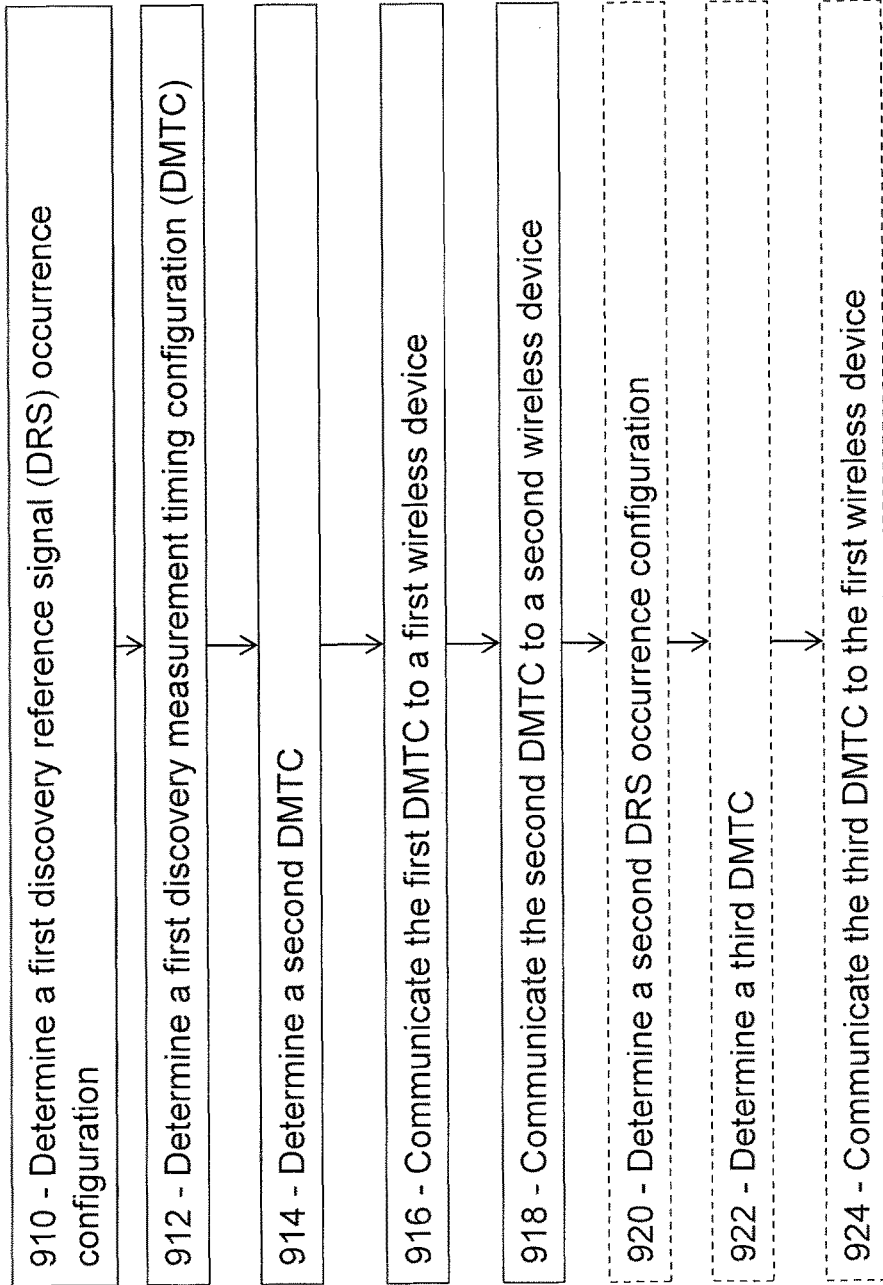 910 - Determine a first discovery reference signal (DRS) occurrence
configuration
912 - Determine a first discovery measurement timing configuration (DMTC)
914 - Determine a second DMTC
916 - Communicate the first DMTC to a first wireless device
918 - Communicate the second DMTC to a second wireless device
920 - Determine a second DRS occurrence configuration
922 - Determine a third DMTC
924 - Communicate the third DMTC to the first wireless device